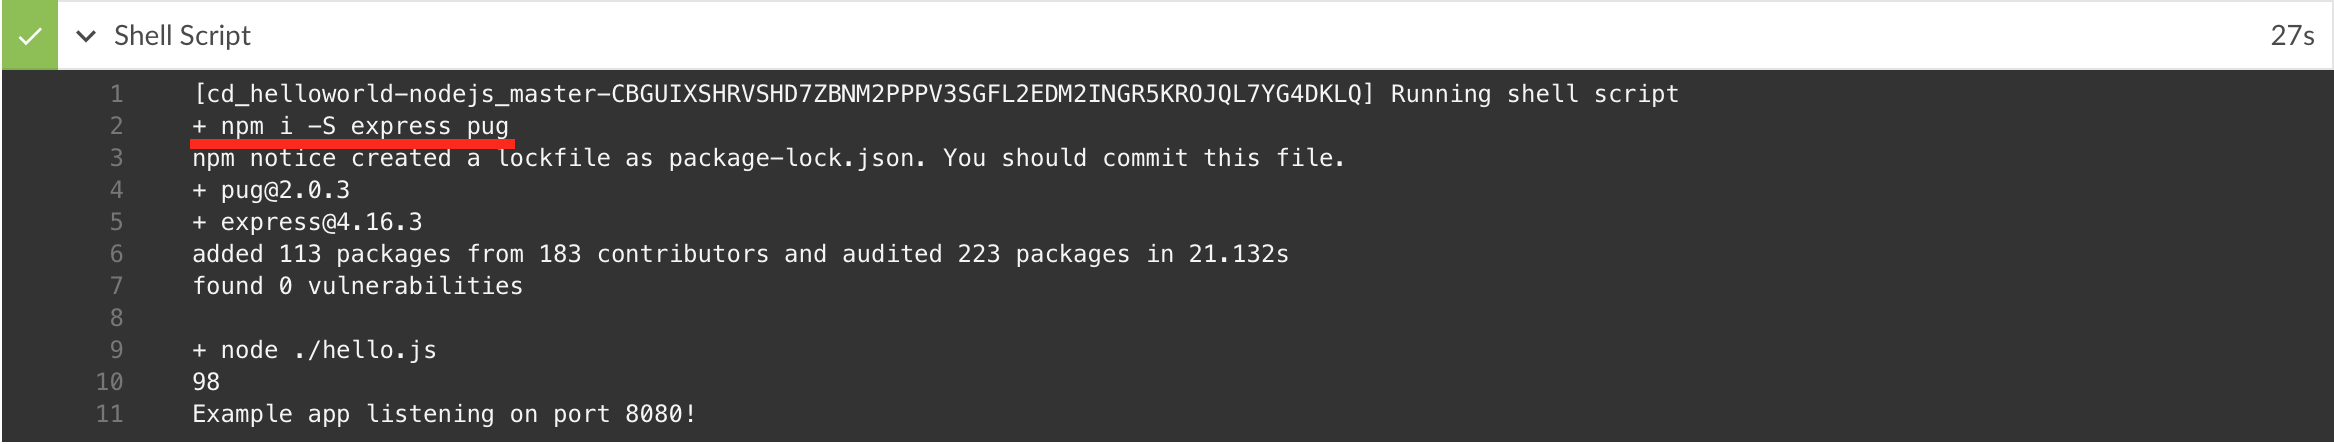 Shell Script 27s
1 [cd_helloworld-nodejs_master-CBGUIXSHRVSHD7ZBNM2PPPV3SGFL2EDM2INGR5KROJQL7YG4DKLQ] Running shell script
2 + npm i -S express pug
3 npm notice created a lockfile as package-lock.json. You should commit this file.
4 + pug@2.0.3
5 + express@4.16.3
6 added 113 packages from 183 contributors and audited 223 packages in 21.132s
7 found 0 vulnerabilities
8
9 + node ./hello.js
10 98
11 Example app listening on port 8080!